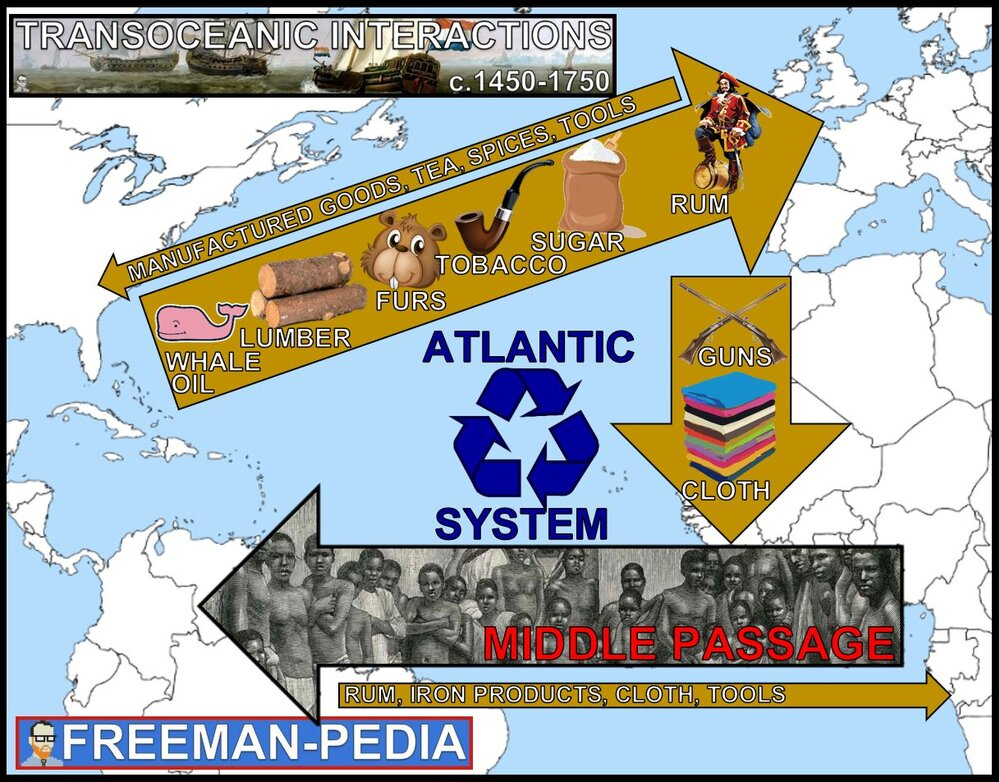 TRANSOCEANIC INTERACTIONS
c.1450-1750
MANUFACTURED GOODS, TEA, SPICES, TOOLS
RUM
SUGAR
TOBACCO
FURS
LUMBER
WHALE
OIL
GUNS
CLOTH
ATLANTIC
SYSTEM
MIDDLE PASSAGE
RUM, IRON PRODUCTS, CLOTH, TOOLS
FREEMAN-PEDIA